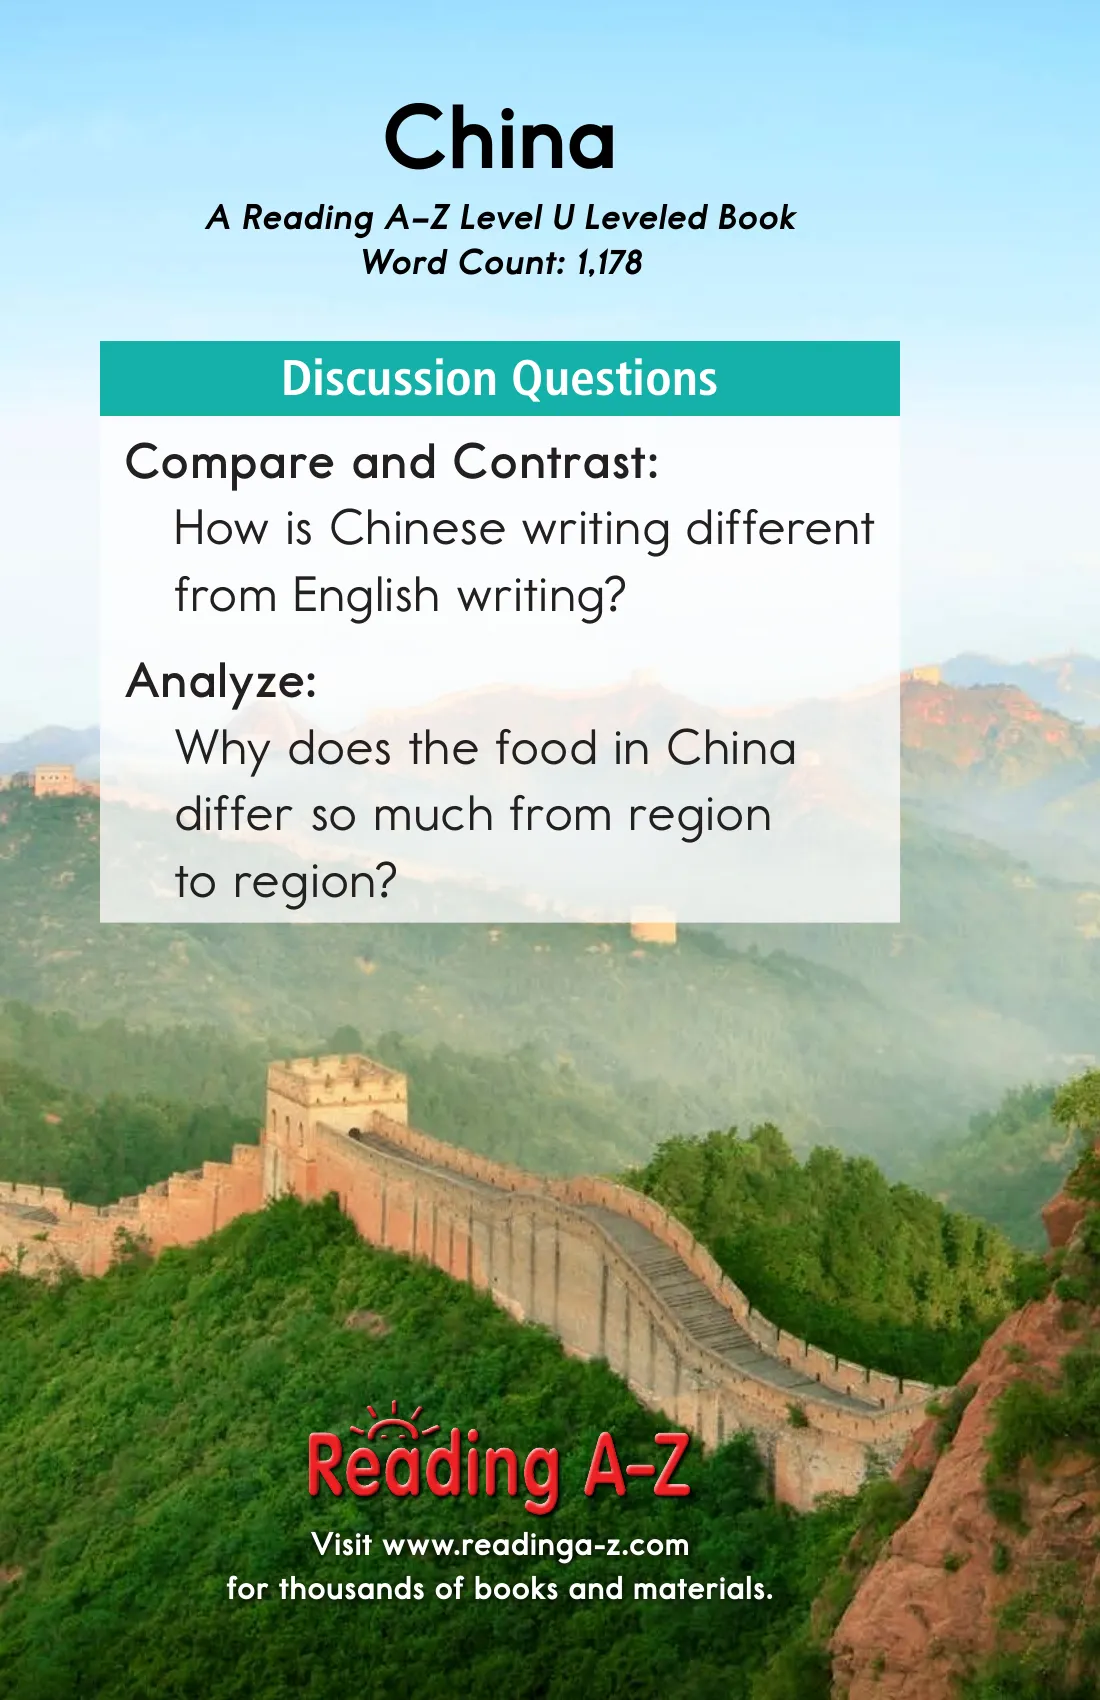 China
A Reading A–Z Level U Leveled Book
Word Count: 1,178
Discussion Questions
Compare and Contrast:
How is Chinese writing different
from English writing?
Analyze:
Why does the food in China
differ so much from region
to region?
Reading A-Z
Visit www.readinga-z.com
for thousands of books and materials.